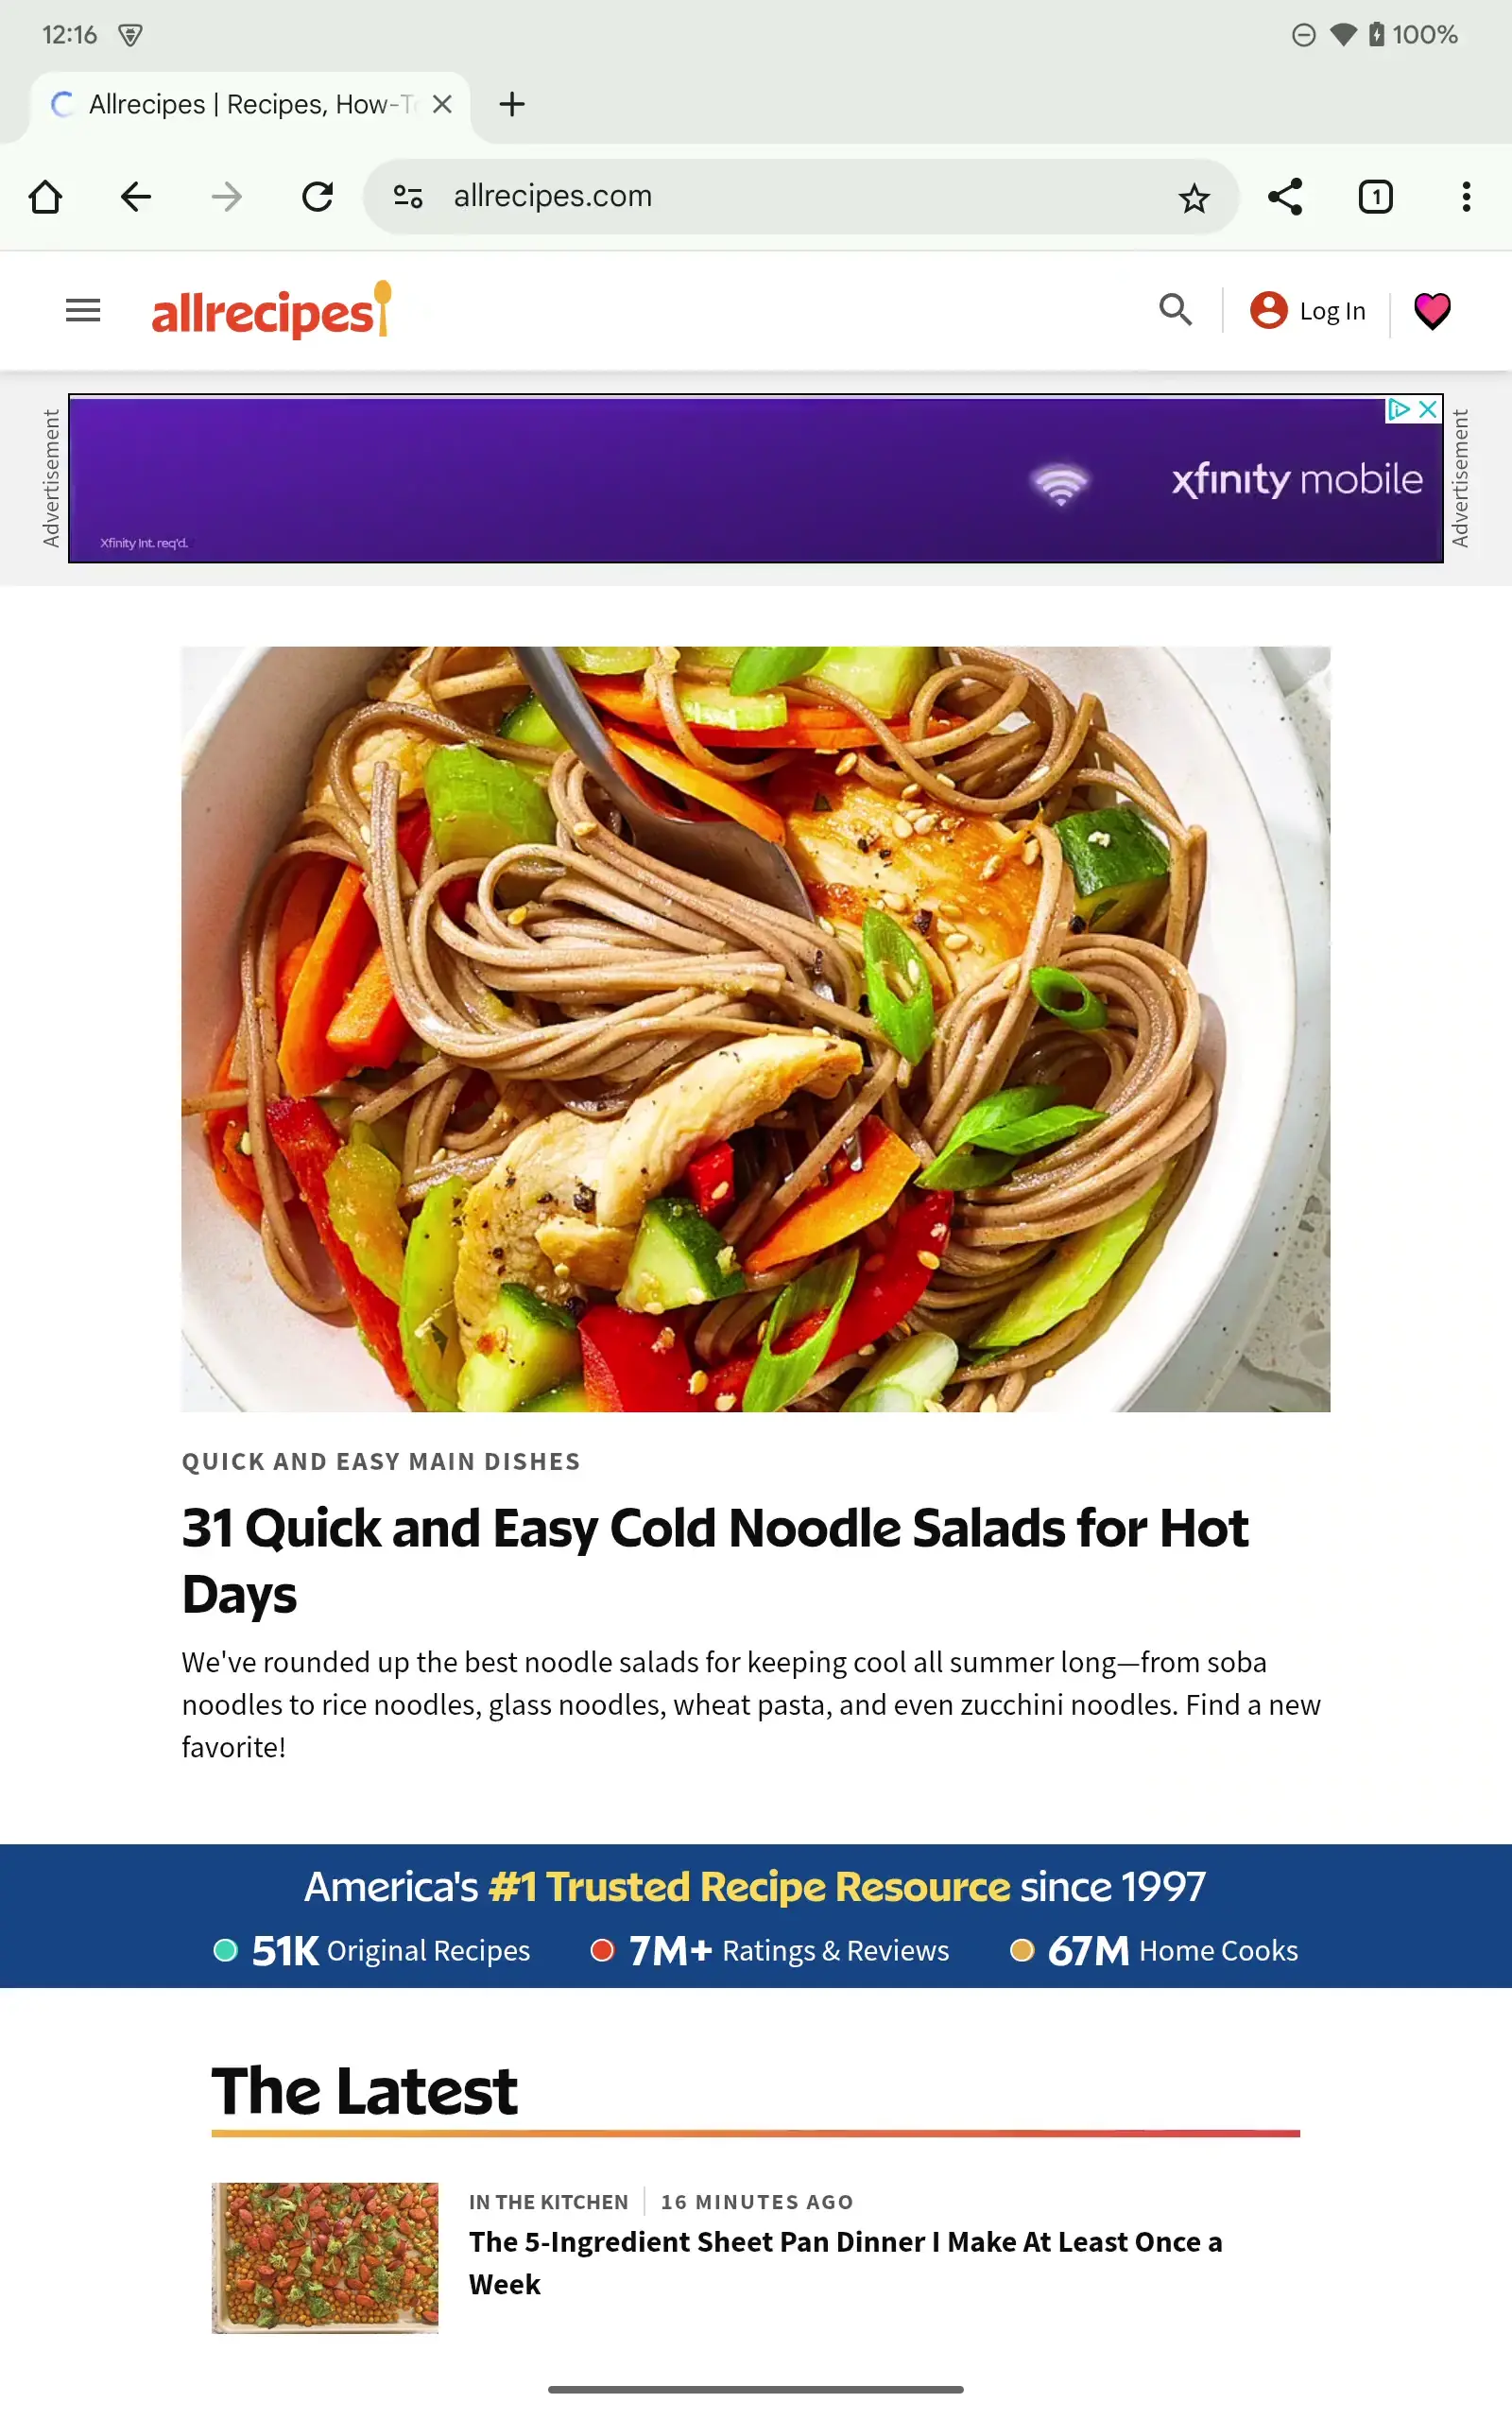 12:16
100%
Allrecipes | Recipes, How-T
allrecipes.com
1
allrecipes
Log In
Advertisement
xfinity mobile
Xfinity Int. req'd.
Advertisement
QUICK AND EASY MAIN DISHES
31 Quick and Easy Cold Noodle Salads for Hot
Days
We've rounded up the best noodle salads for keeping cool all summer long—from soba
noodles to rice noodles, glass noodles, wheat pasta, and even zucchini noodles. Find a new
favorite!
America's #1 Trusted Recipe Resource since 1997
51K Original Recipes
7M+ Ratings & Reviews
67M Home Cooks
The Latest
IN THE KITCHEN
16 MINUTES AGO
The 5-Ingredient Sheet Pan Dinner I Make At Least Once a
Week